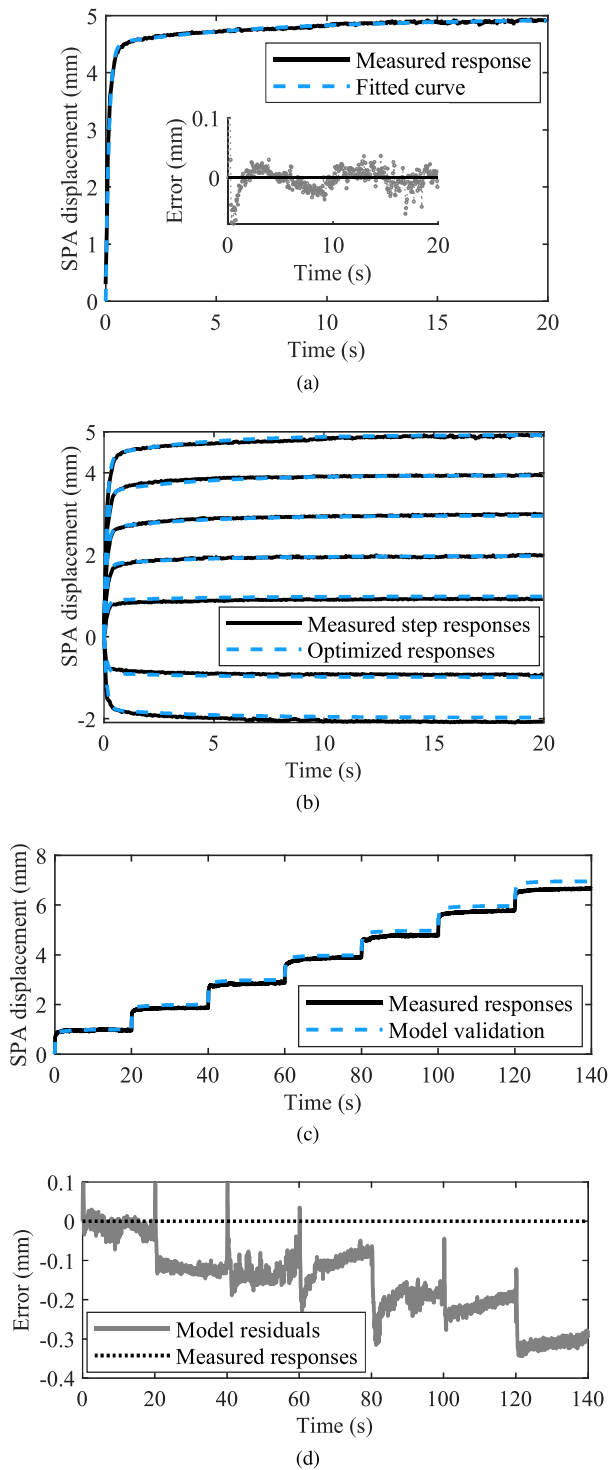 5
4
3
2
1
0
SPA displacement (mm)
Measured response
Fitted curve
0.1
0
Error (mm)
0 10 20
Time (s)
0 5 10 15 20
Time (s)
(a)
5
4
2
0
-2
SPA displacement (mm)
Measured step responses
Optimized responses
0 5 10 15 20
Time (s)
(b)
8
6
4
2
0
SPA displacement (mm)
Measured responses
Model validation
0 20 40 60 80 100 120 140
Time (s)
(c)
0.1
0
-0.1
-0.2
-0.3
-0.4
Error (mm)
Model residuals
Measured responses
0 20 40 60 80 100 120 140
Time (s)
(d)